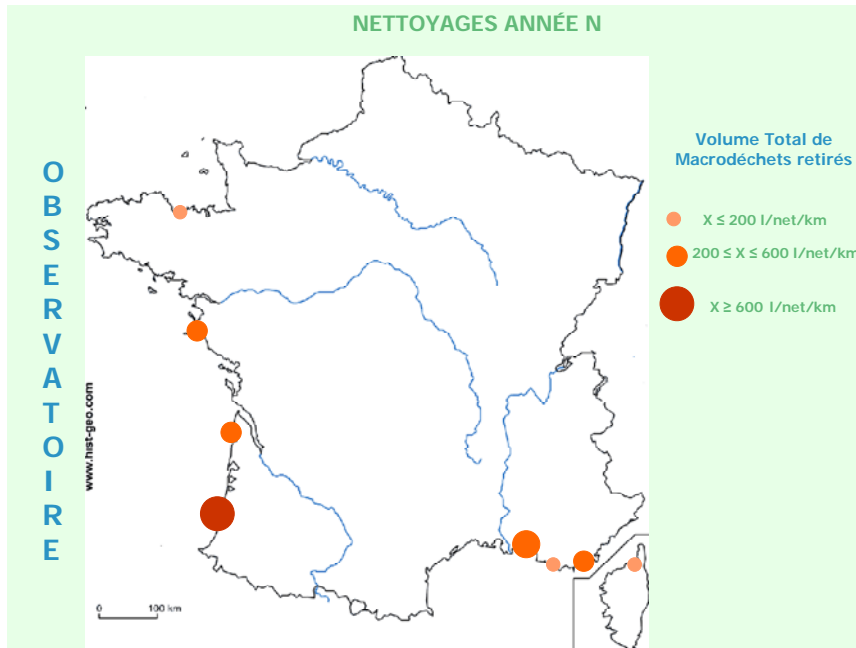 NETTOYAGES ANNÉE N
OBSERVATOIRE
Volume Total de
Macrodéchets retirés
X ≤ 200 l/net/km
200 ≤ X ≤ 600 l/net/km
X ≥ 600 l/net/km
www.hist-geo.com
0 100 km